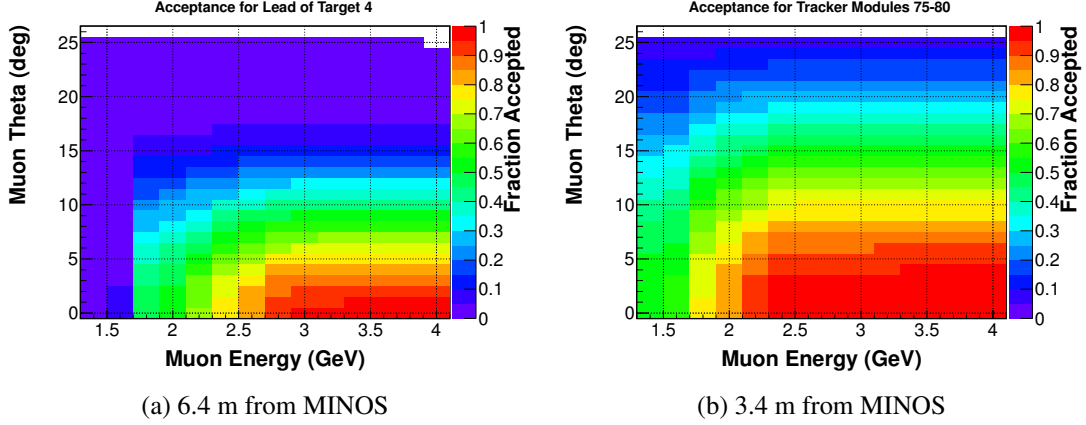 Acceptance for Lead of Target 4
Muon Theta (deg)
25
20
15
10
5
0
1.5 2 2.5 3 3.5 4
Muon Energy (GeV)
1
0.9
0.8
0.7
0.6
0.5
0.4
0.3
0.2
0.1
0
Fraction Accepted
(a) 6.4 m from MINOS
Acceptance for Tracker Modules 75-80
Muon Theta (deg)
25
20
15
10
5
0
1.5 2 2.5 3 3.5 4
Muon Energy (GeV)
1
0.9
0.8
0.7
0.6
0.5
0.4
0.3
0.2
0.1
0
Fraction Accepted
(b) 3.4 m from MINOS